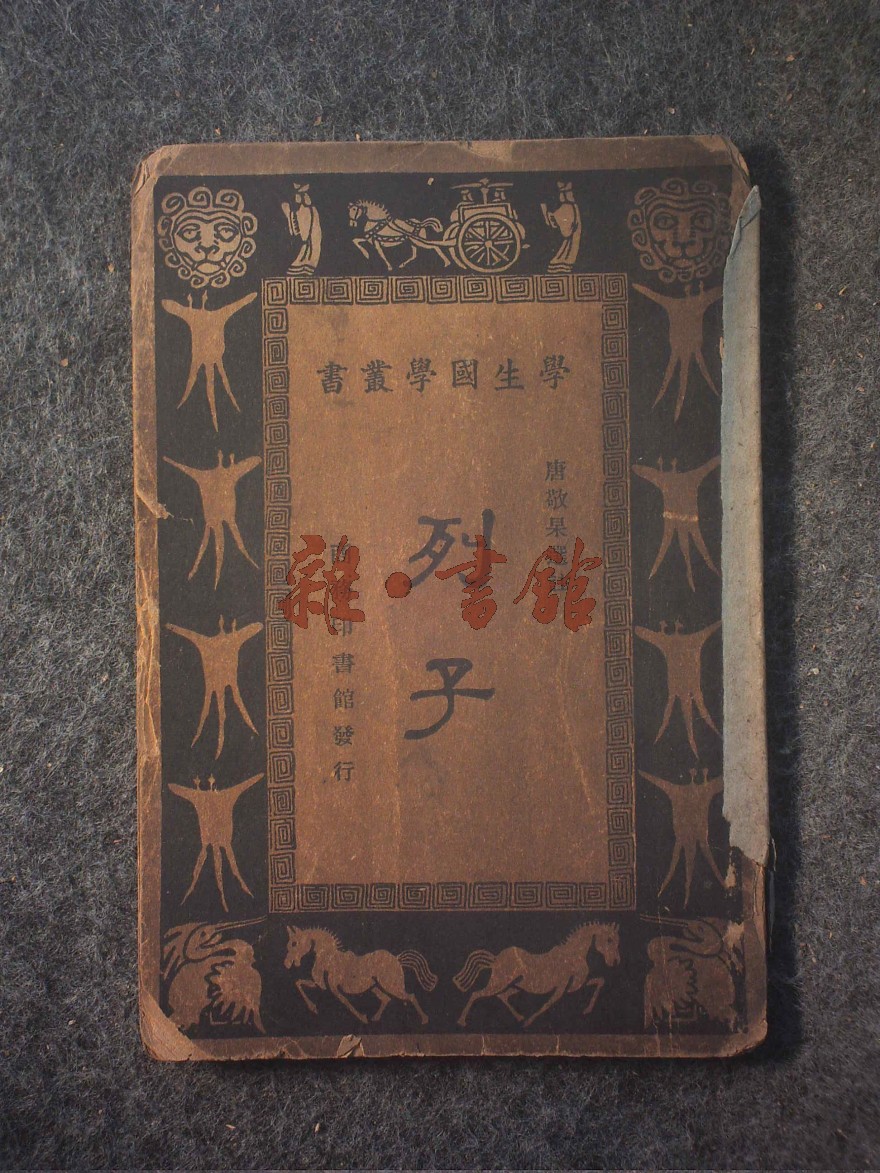 學生國學叢書
唐敬杲選
列子
印書館發行
雜·書館